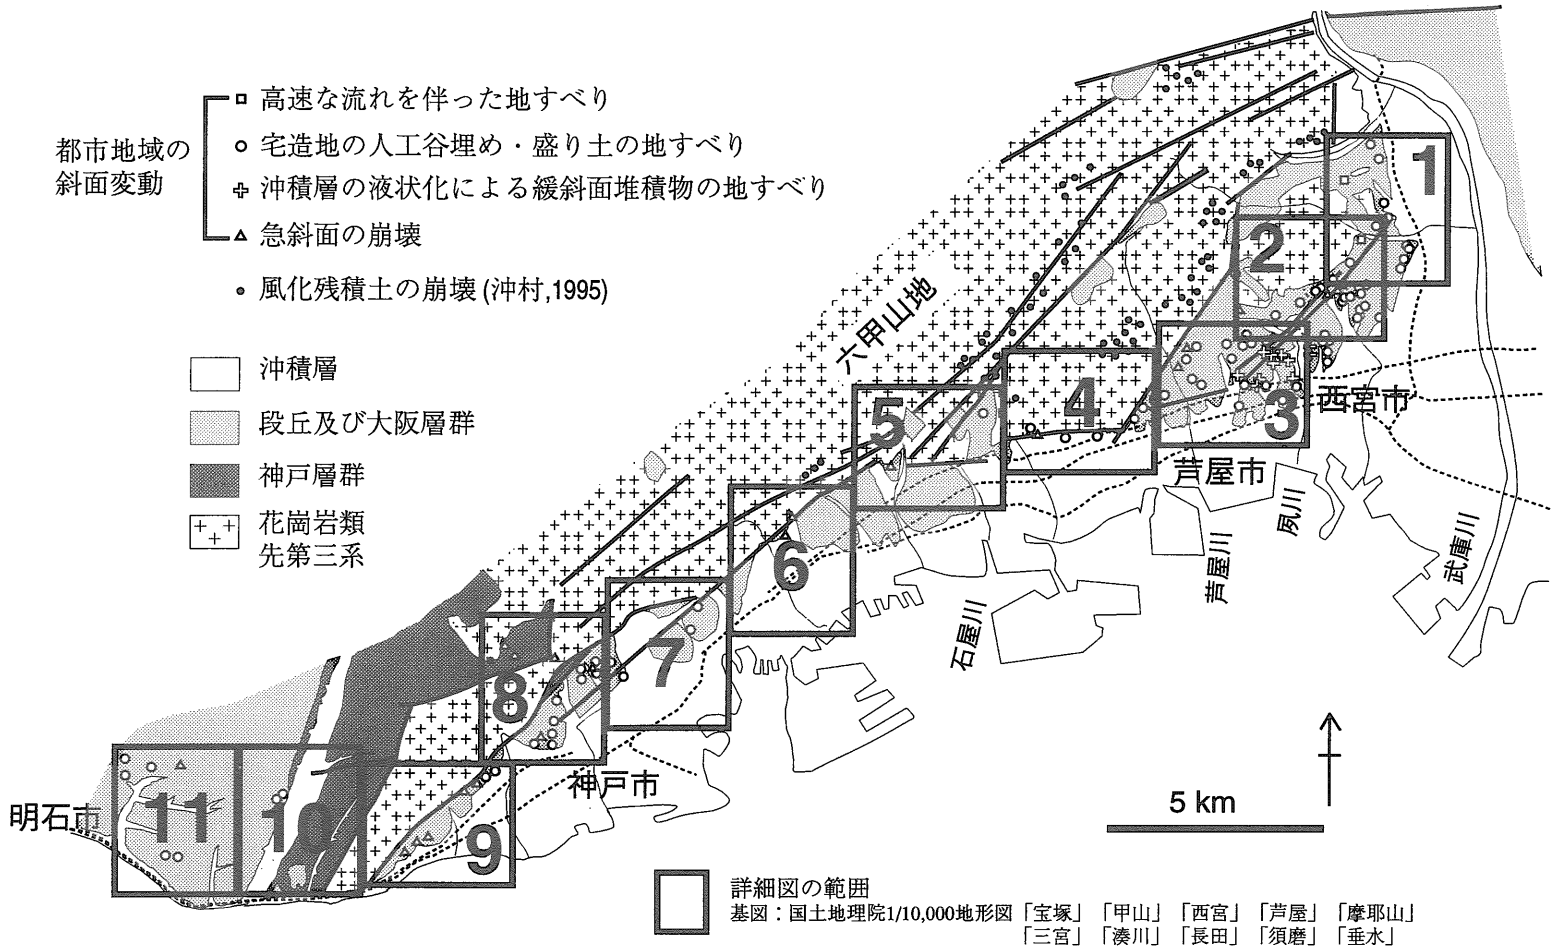 都市地域の
斜面変動
高速な流れを伴った地すべり
宅造地の人工谷埋め・盛り土の地すべり
沖積層の液状化による緩斜面堆積物の地すべり
急斜面の崩壊
風化残積土の崩壊 (沖村,1995)
沖積層
段丘及び大阪層群
神戸層群
花崗岩類
先第三系
六甲山地
1
2
3
4
5
6
7
8
9
10
11
西宮市
芦屋市
神戸市
明石市
武庫川
夙川
芦屋川
石屋川
5 km
詳細図の範囲
基図：国土地理院1/10,000地形図「宝塚」「甲山」「西宮」「芦屋」「摩耶山」
「三宮」「湊川」「長田」「須磨」「垂水」